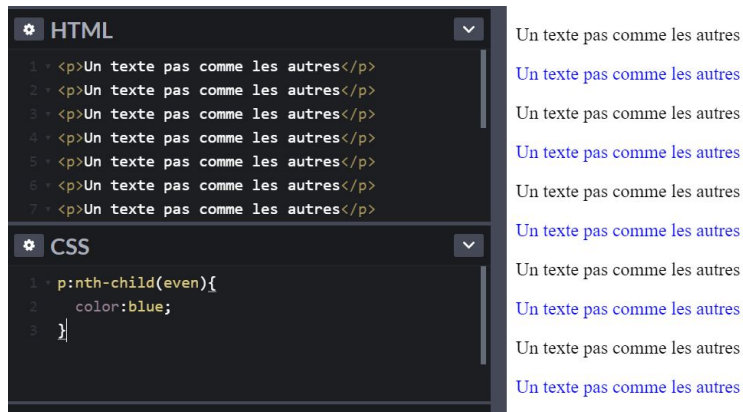 HTML
1 <p>Un texte pas comme les autres</p>
2 <p>Un texte pas comme les autres</p>
3 <p>Un texte pas comme les autres</p>
4 <p>Un texte pas comme les autres</p>
5 <p>Un texte pas comme les autres</p>
6 <p>Un texte pas comme les autres</p>
7 <p>Un texte pas comme les autres</p>
CSS
1 p:nth-child(even){
2 color:blue;
3 }
Un texte pas comme les autres
Un texte pas comme les autres
Un texte pas comme les autres
Un texte pas comme les autres
Un texte pas comme les autres
Un texte pas comme les autres
Un texte pas comme les autres
Un texte pas comme les autres
Un texte pas comme les autres
Un texte pas comme les autres